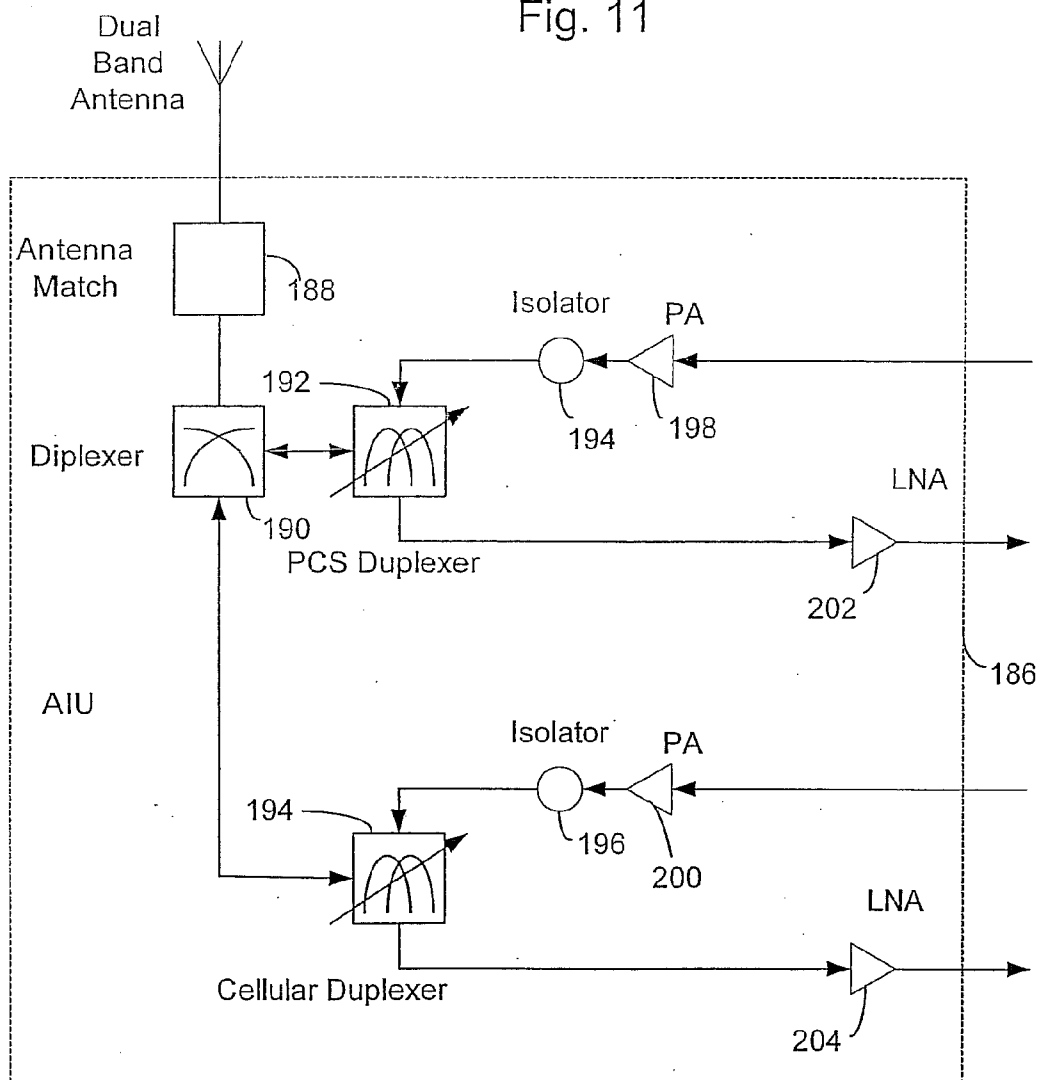 Fig. 11
Dual
Band
Antenna
Antenna
Match
188
Isolator
PA
192
194
198
Diplexer
LNA
190
PCS Duplexer
202
186
AIU
Isolator
PA
194
196
200
LNA
Cellular Duplexer
204